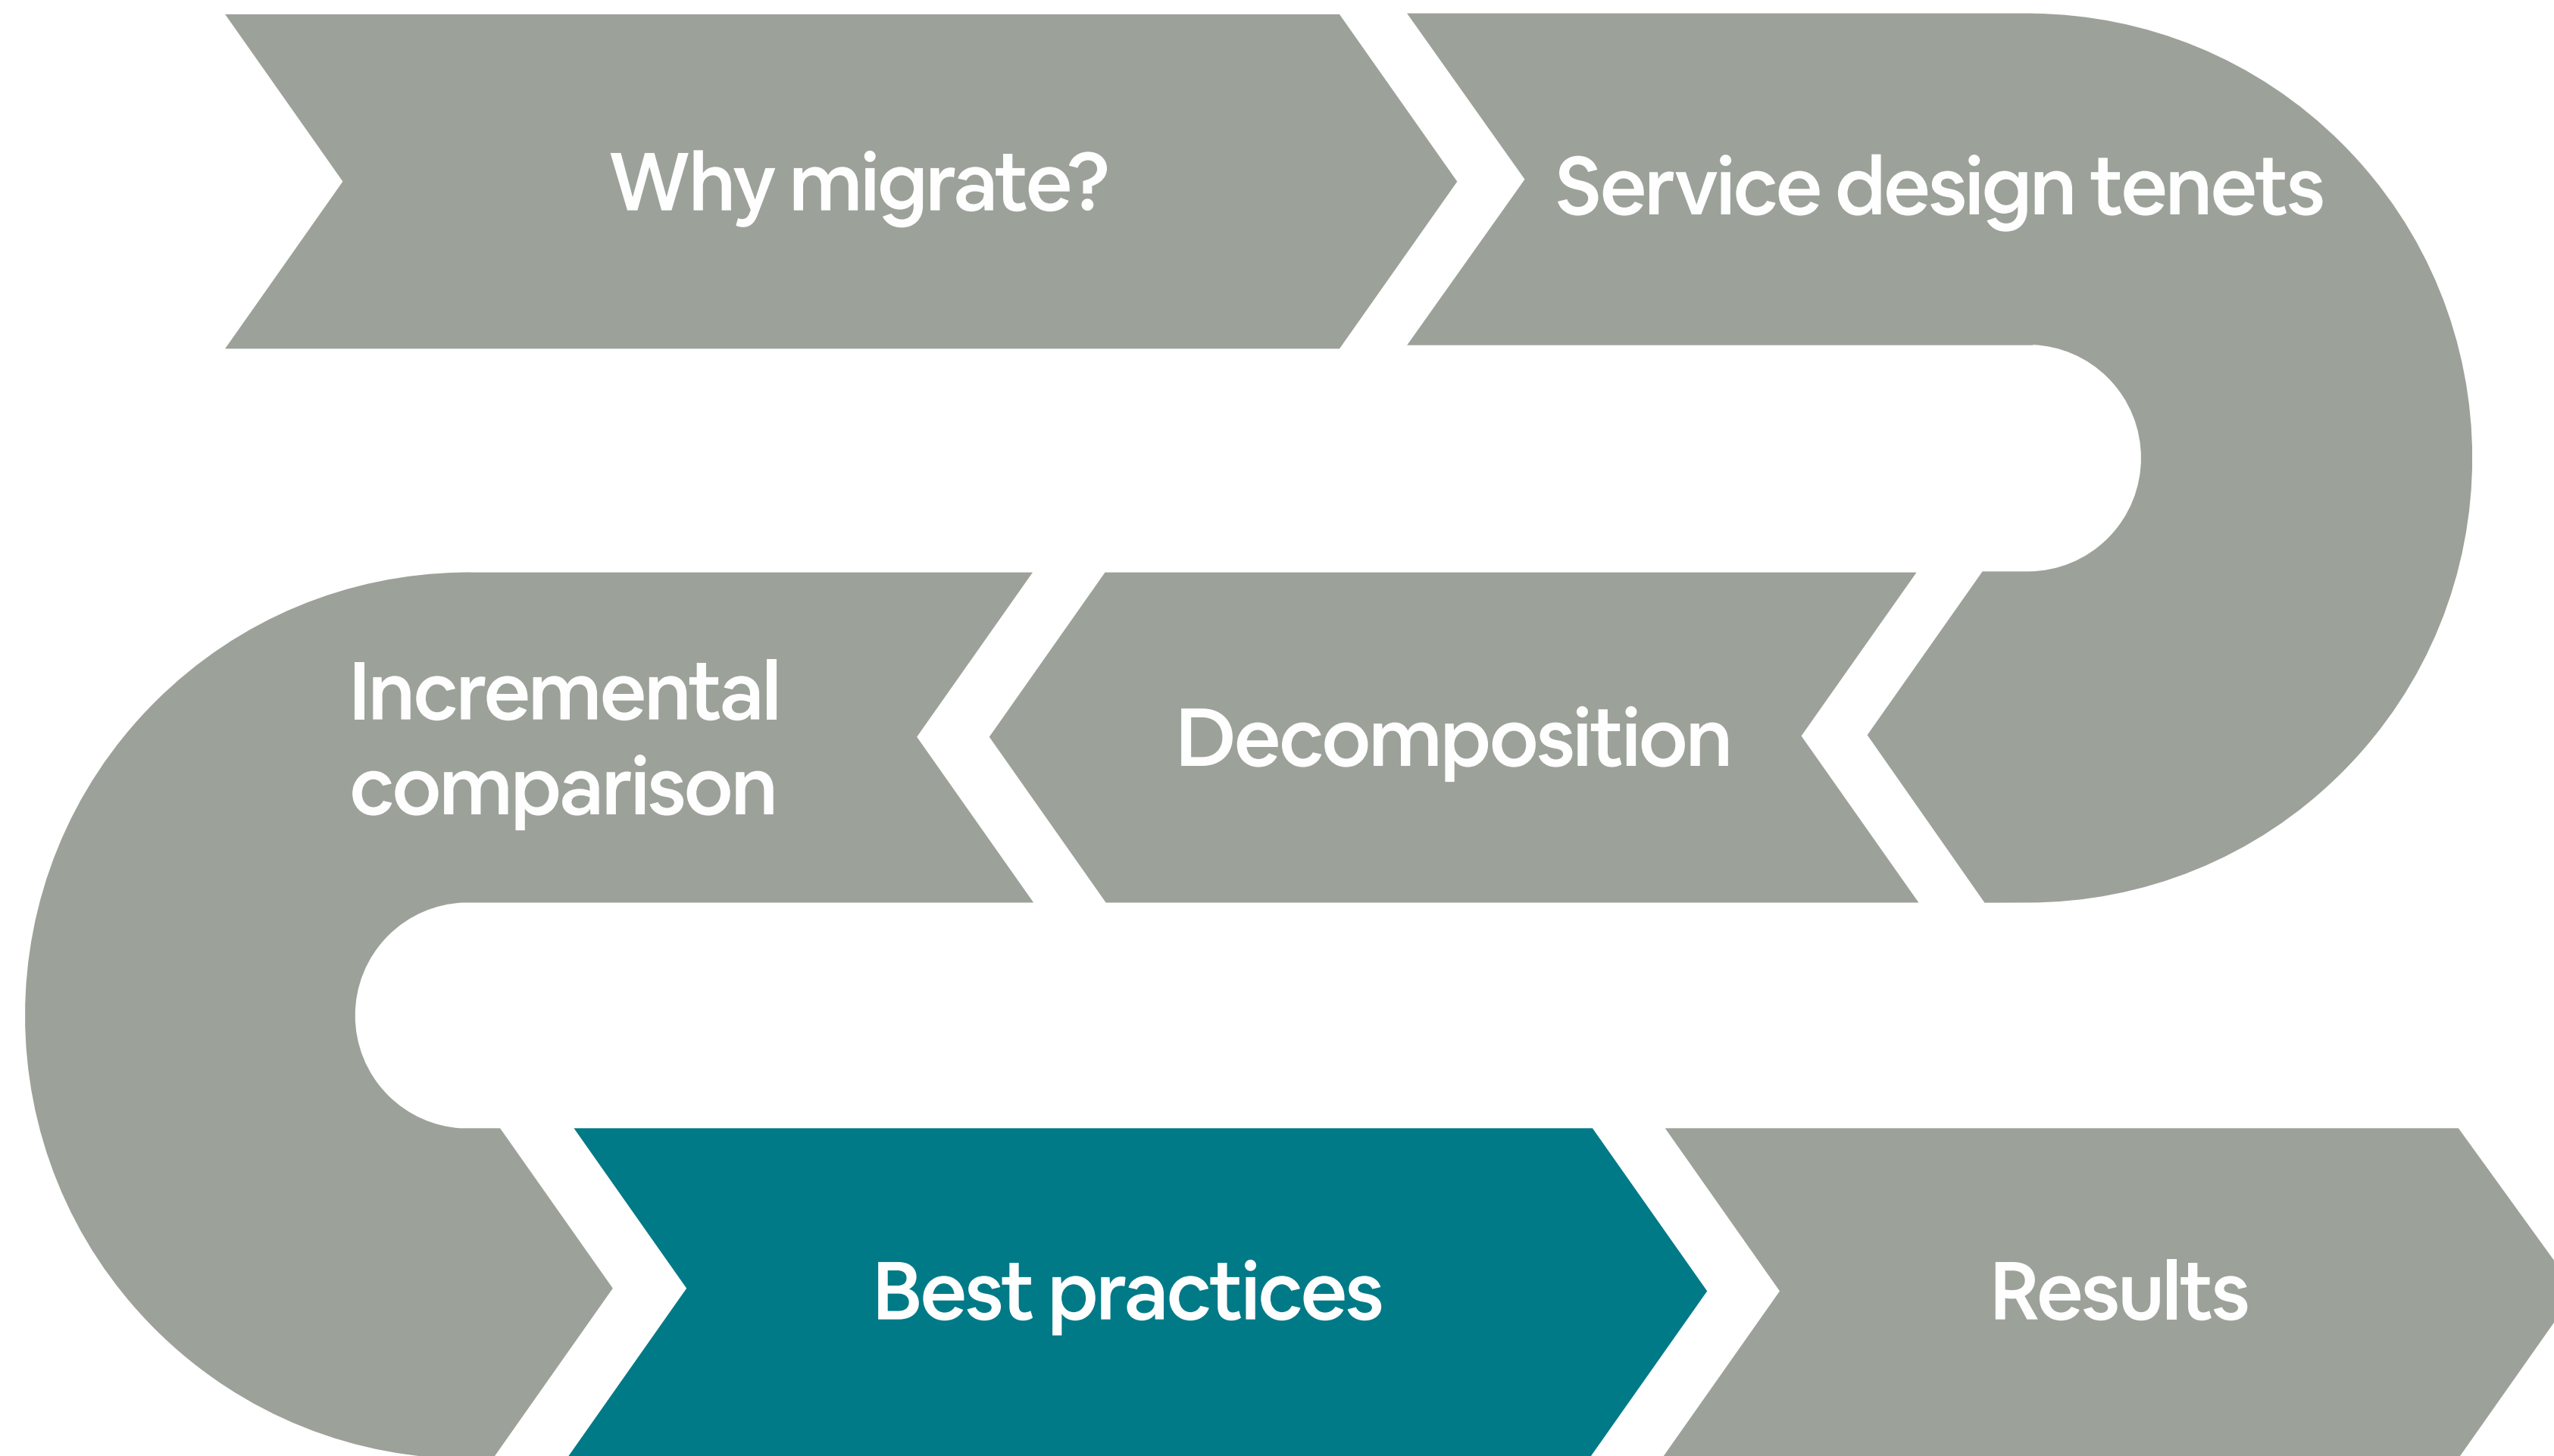 Why migrate?
Service design tenets
Decomposition
Incremental
comparison
Best practices
Results